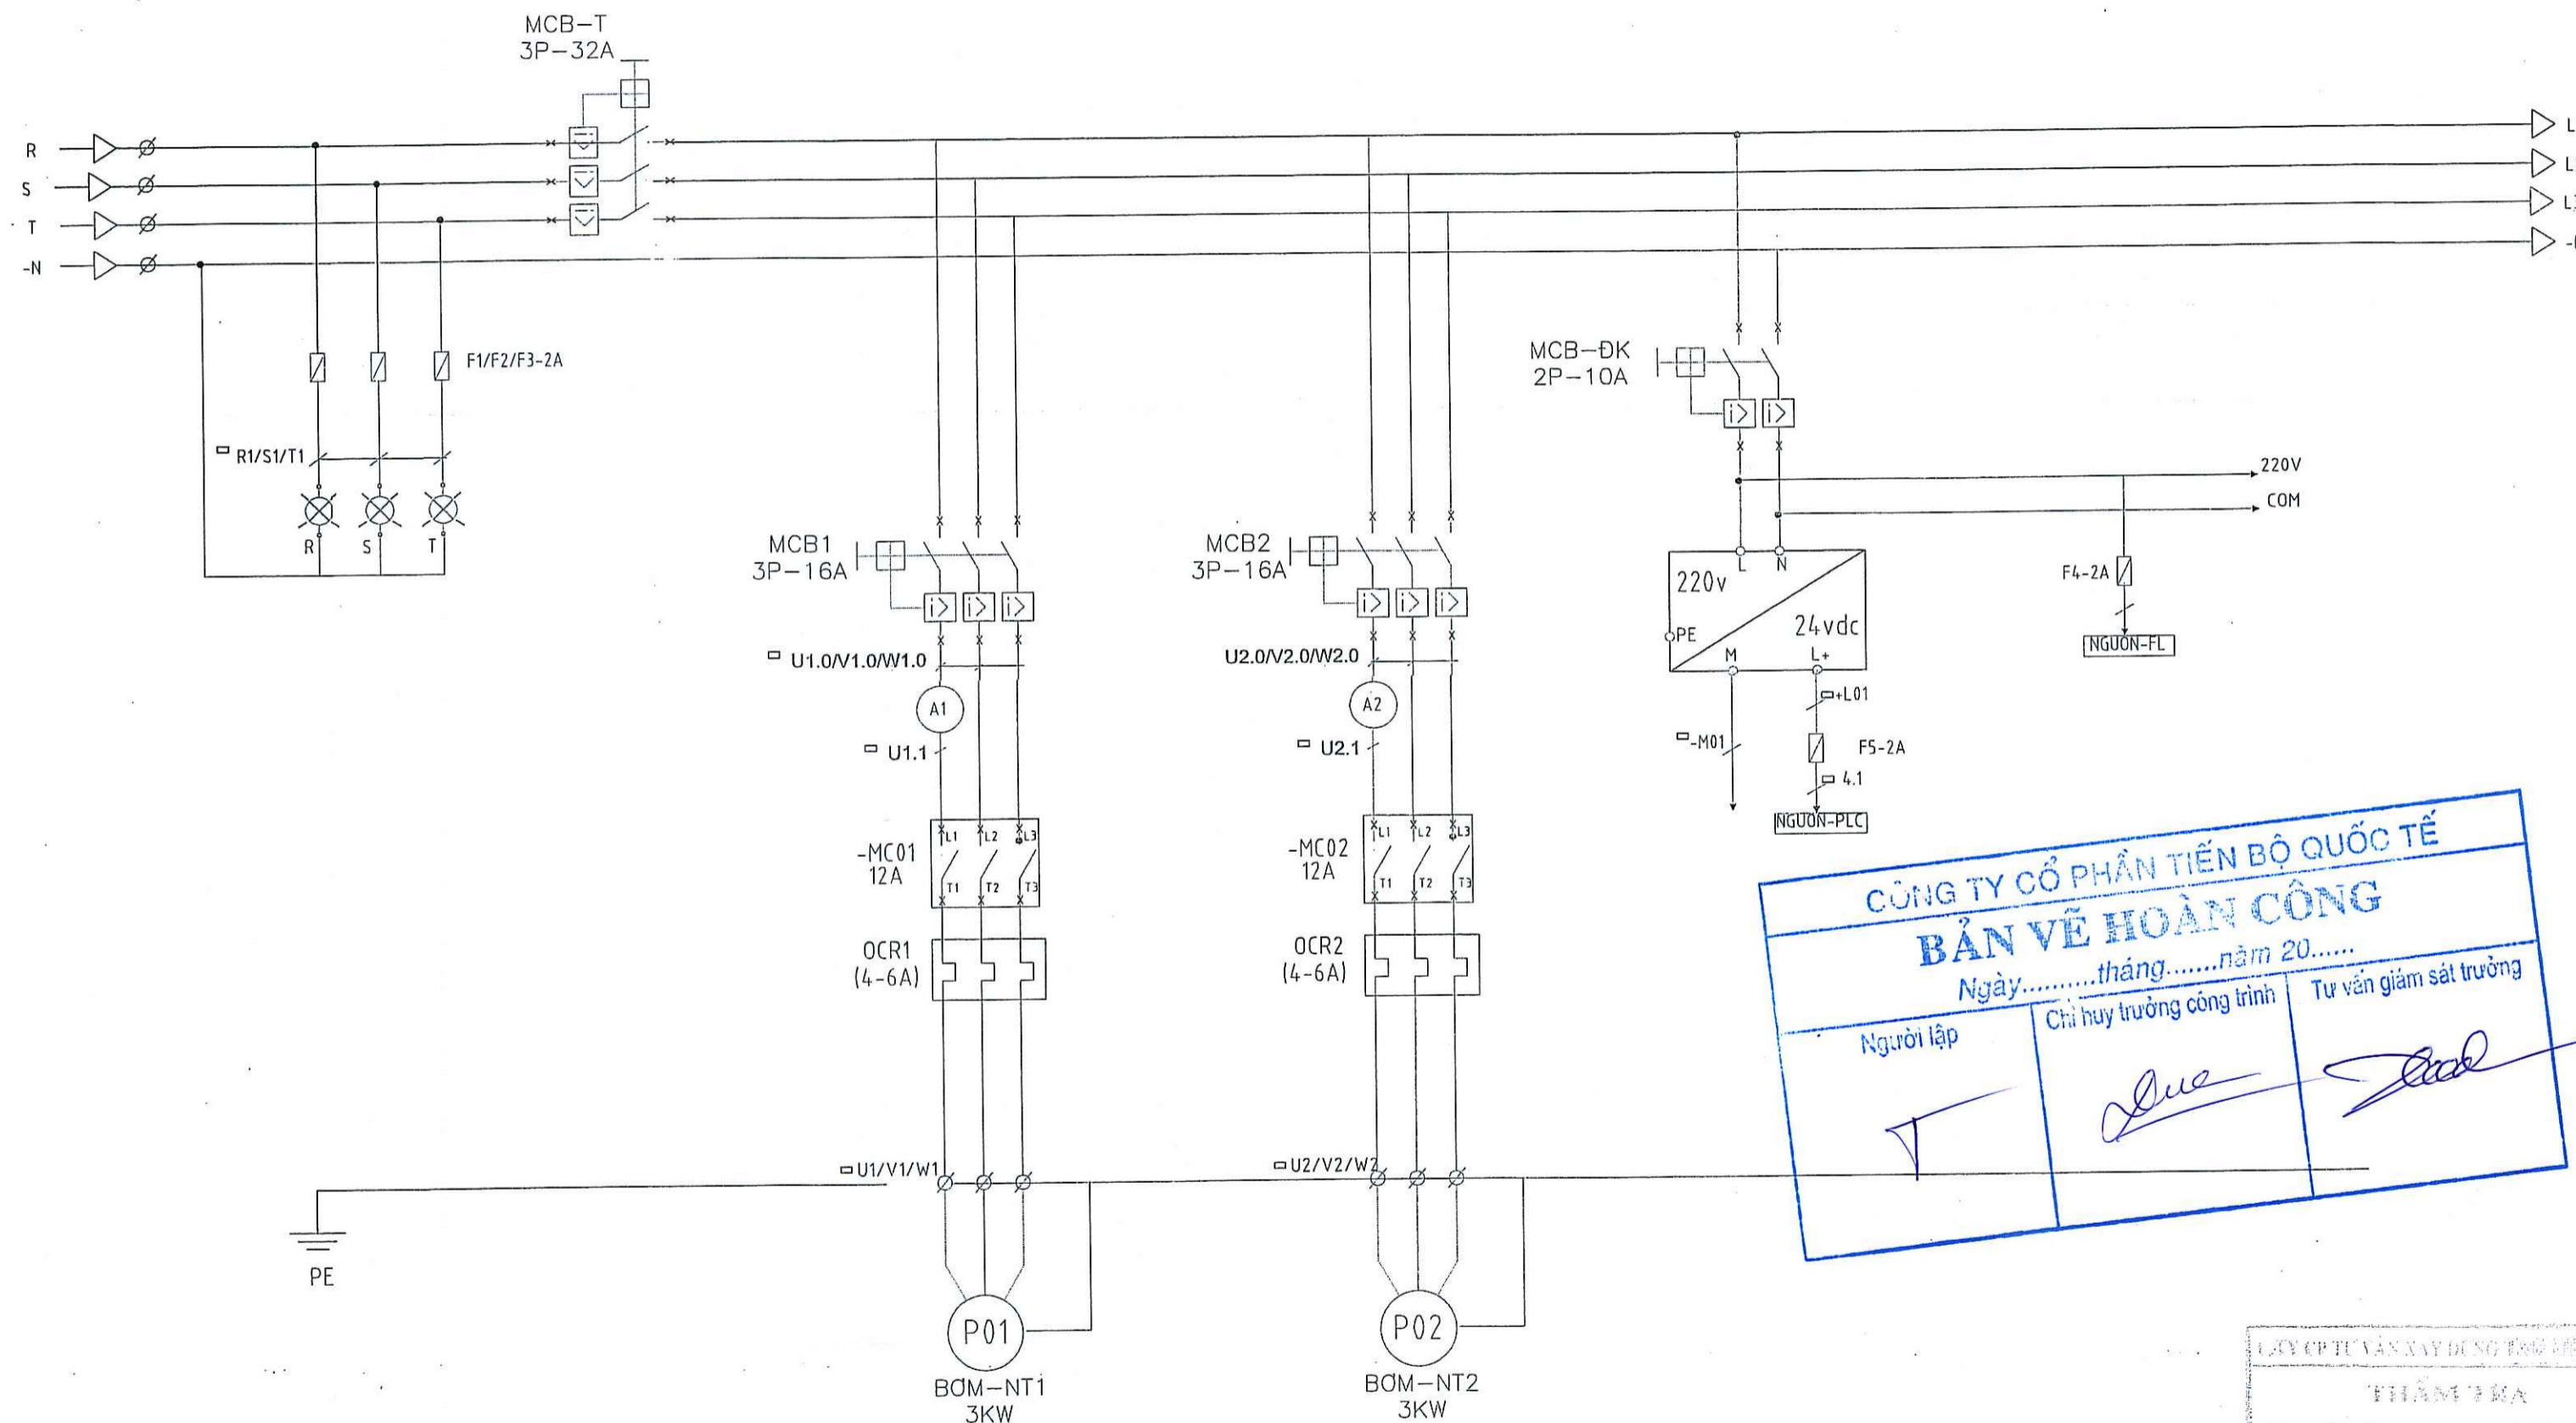 MCB-T
3P-32A
R
S
T
-N
L
L
-
F1/F2/F3-2A
R1/S1/T1
R
S
T
MCB-ĐK
2P-10A
220V
COM
MCB1
3P-16A
i>
i>
i>
MCB2
3P-16A
i>
i>
i>
i>
i>
L
N
220v
PE
24vdc
M
L+
F4-2A
NGUỒN-FL
U1.0/V1.0/W1.0
U2.0/V2.0/W2.0
A1
A2
+L01
U1.1
U2.1
-M01
F5-2A
4.1
NGUỒN-PLC
-MC01
12A
L1
L2
L3
T1
T2
T3
-MC02
12A
L1
L2
L3
T1
T2
T3
OCR1
(4-6A)
OCR2
(4-6A)
CÔNG TY CỔ PHẦN TIẾN BỘ QUỐC TẾ
BẢN VẼ HOÀN CÔNG
Ngày..........tháng.......năm 20......
Người lập
Chỉ huy trưởng công trình
Tư vấn giám sát trưởng
U1/V1/W1
U2/V2/W2
PE
P01
P02
BƠM-NT1
3KW
BƠM-NT2
3KW
THẨM TRA